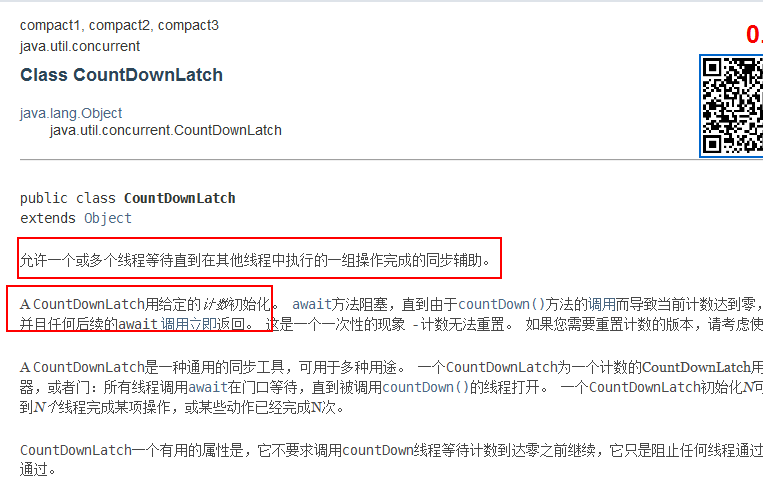 compact1, compact2, compact3
0.
java.util.concurrent
Class CountDownLatch
java.lang.Object
java.util.concurrent.CountDownLatch
public class CountDownLatch
extends Object
允许一个或多个线程等待直到在其他线程中执行的一组操作完成的同步辅助。
A CountDownLatch用给定的计数初始化。 await方法阻塞，直到由于countDown()方法的调用而导致当前计数达到零，
并且任何后续的await 调用立即返回。 这是一个一次性的现象 -计数无法重置。 如果您需要重置计数的版本，请考虑使
A CountDownLatch是一种通用的同步工具，可用于多种用途。 一个CountDownLatch为一个计数的CountDownLatch用
器，或者门：所有线程调用await在门口等待，直到被调用countDown()的线程打开。 一个CountDownLatch初始化N可
到N个线程完成某项操作，或某些动作已经完成N次。
CountDownLatch一个有用的属性是，它不要求调用countDown线程等待计数到达零之前继续，它只是阻止任何线程通过
通过。